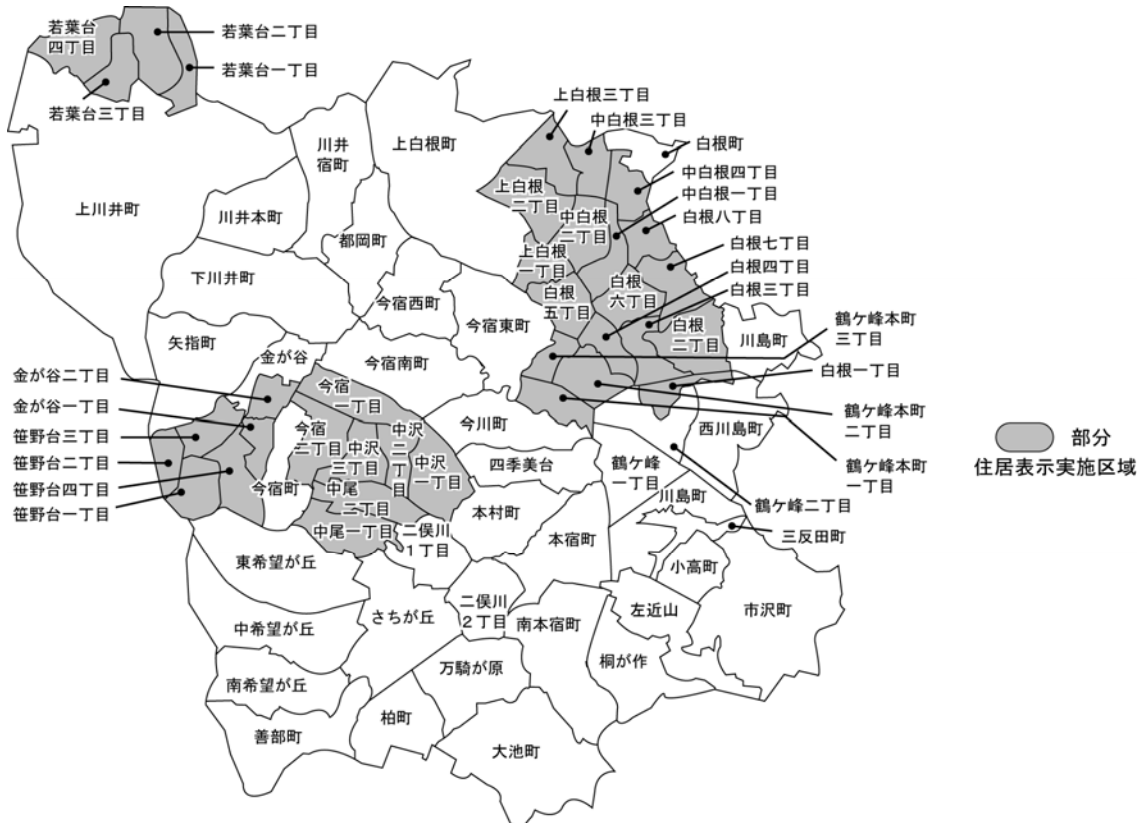 若葉台
四丁目
若葉台二丁目
若葉台一丁目
若葉台三丁目
上白根三丁目
中白根三丁目
白根町
川井
宿町
上白根町
中白根四丁目
中白根一丁目
上白根
二丁目
中白根
二丁目
白根八丁目
上川井町
川井本町
都岡町
上白根
一丁目
白根七丁目
白根四丁目
白根三丁目
下川井町
白根
六丁目
白根
五丁目
今宿西町
今宿東町
白根
二丁目
川島町
鶴ケ峰本町
三丁目
矢指町
金が谷
今宿南町
白根一丁目
金が谷二丁目
金が谷一丁目
今宿
一丁目
鶴ケ峰本町
二丁目
笹野台三丁目
今宿
二丁目
中沢
二丁目
中沢
三丁目
中沢
一丁目
今川町
西川島町
部分
住居表示実施区域
笹野台二丁目
笹野台四丁目
笹野台一丁目
今宿町
四季美台
鶴ケ峰
一丁目
鶴ケ峰本町
一丁目
中尾
二丁目
川島町
鶴ケ峰二丁目
中尾一丁目
二俣川
1丁目
本村町
本宿町
三反田町
東希望が丘
小高町
さちが丘
二俣川
2丁目
南本宿町
左近山
市沢町
中希望が丘
万騎が原
桐が作
南希望が丘
善部町
柏町
大池町